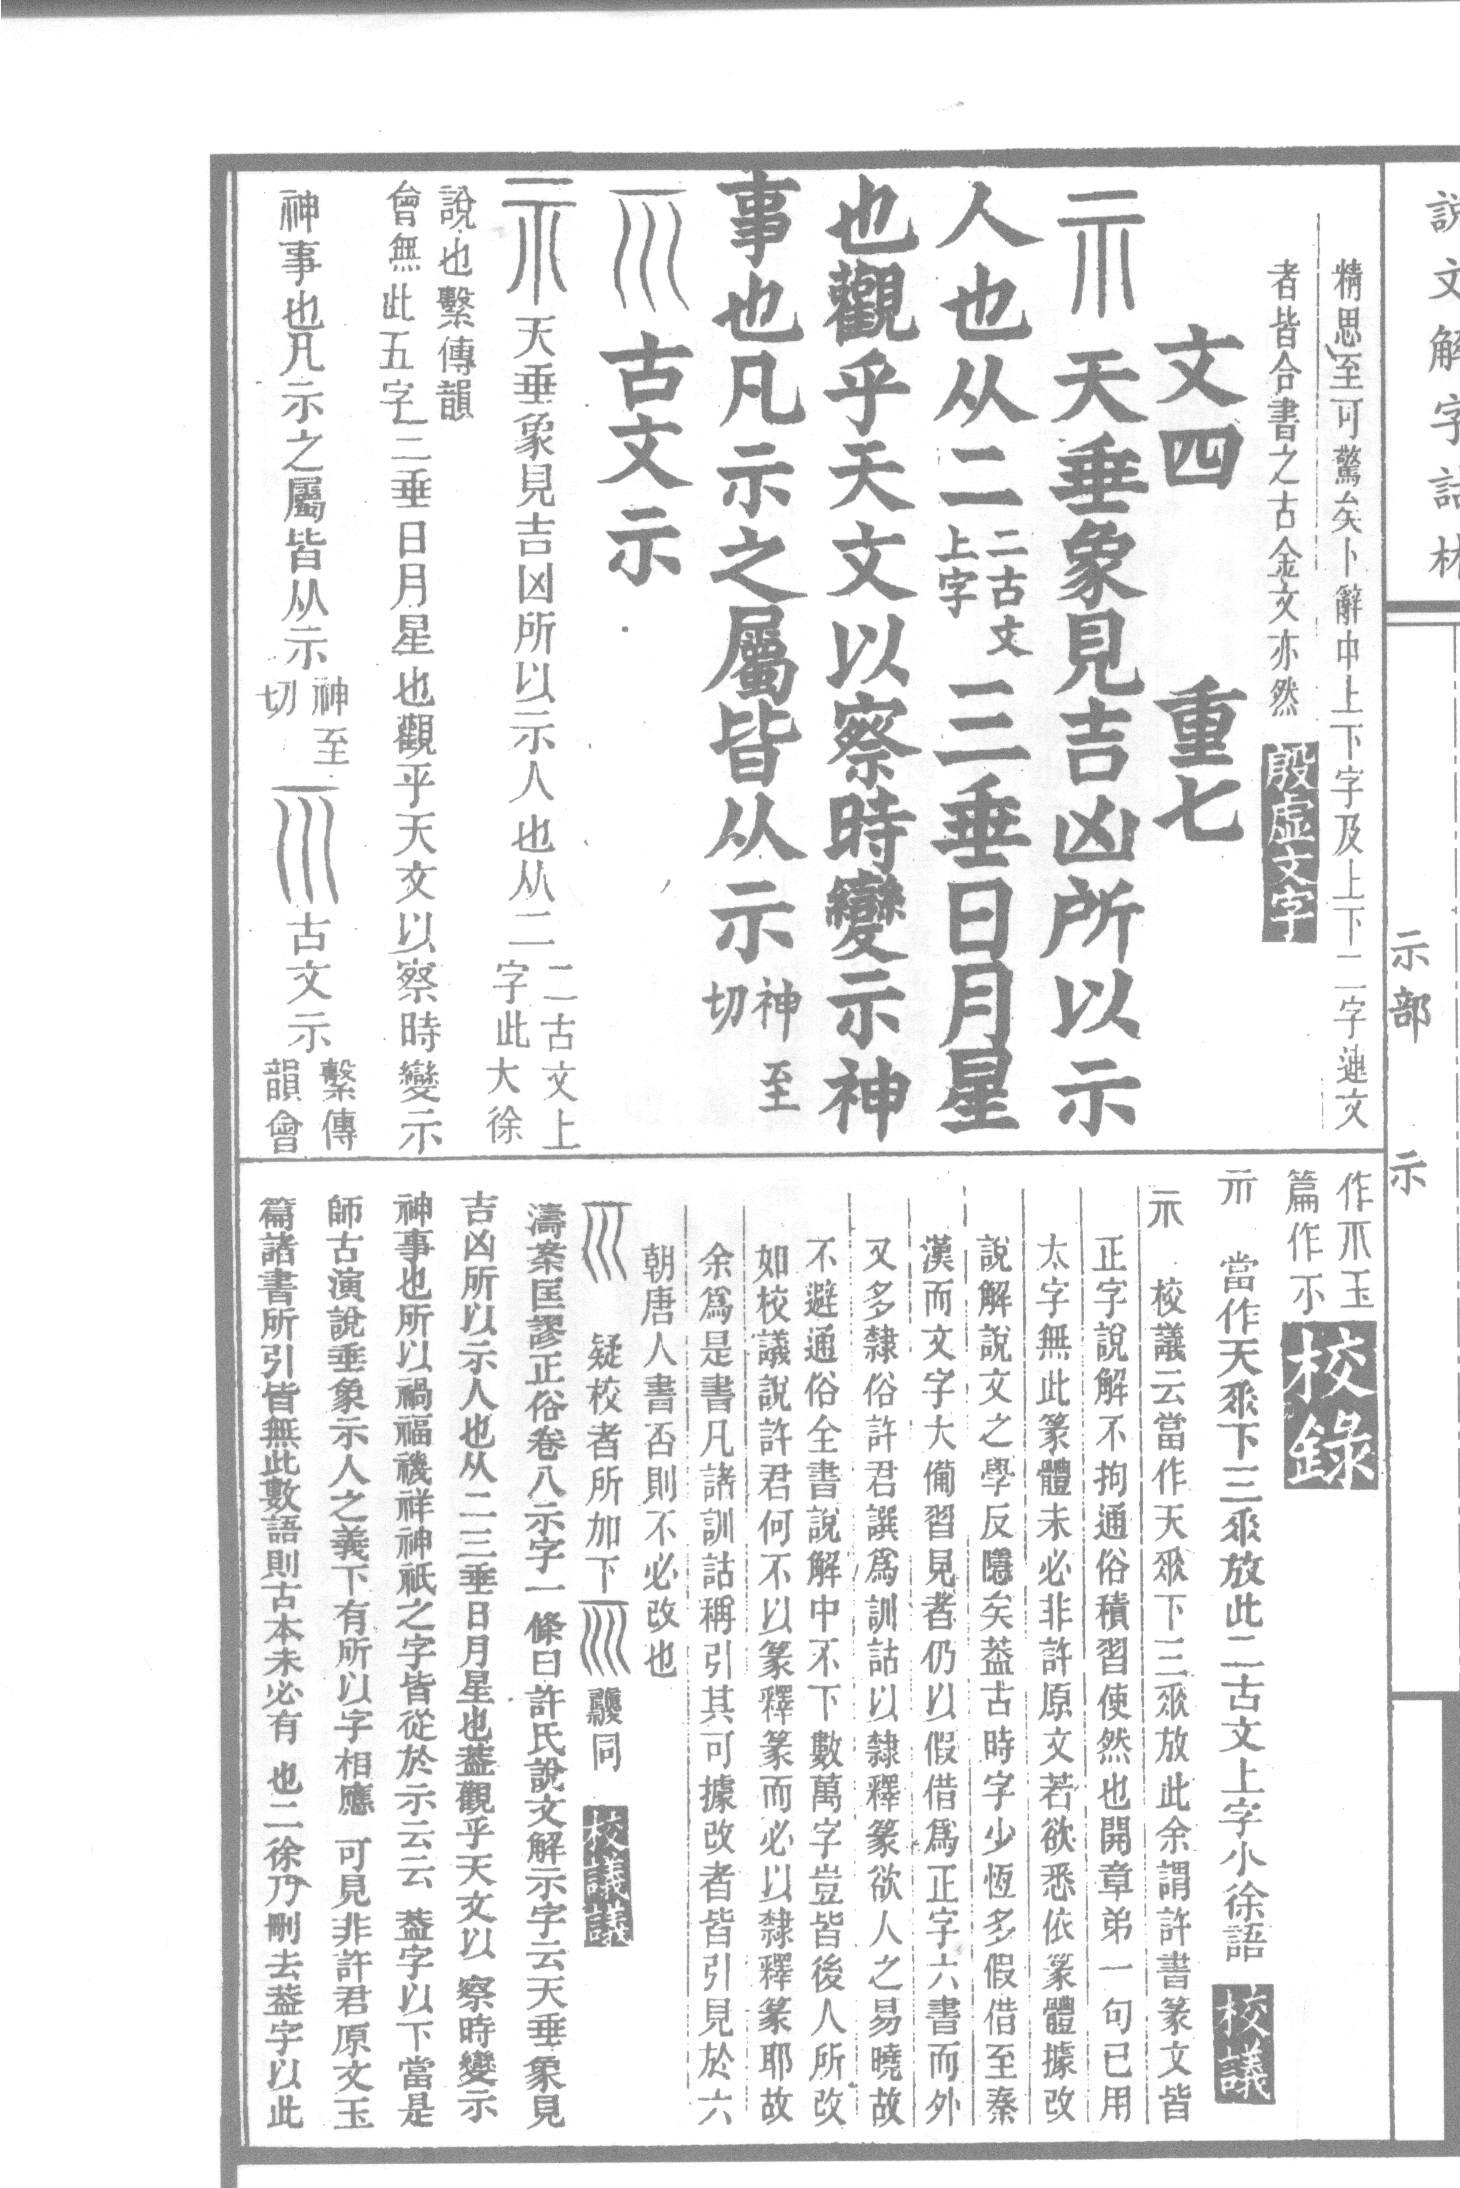 說文解字詁林
示部
示
精思至可驚矣卜辭中上下字及上下二字連文
者皆合書之古金文亦然 殷虛文字
文四 重七
示 天垂象見吉凶所以示
人也从二二古文上字三垂日月星
也觀乎天文以察時變示神
事也凡示之屬皆从示神至切
古文示
天垂象見吉凶所以示人也从二二古文上字此大徐
說也繫傳韻會無此五字三垂日月星也觀乎天文以察時變示
神事也凡示之屬皆从示神至切 古文示繫傳韻會
作爪玉篇作不 校錄
示 當作天𠂹下三𠂹放此二古文上字小徐語 校議
示 校議云當作天𠂹下三𠂹放此余謂許書篆文皆
正字說解不拘通俗積習使然也開章弟一句已用
太字無此篆體未必非許原文若欲悉依篆體據改
說解說文之學反隱矣蓋古時字少恆多假借至秦
漢而文字大備習見者仍以假借爲正字六書而外
又多隸俗許君譔爲訓詁以隸釋篆欲人之易曉故
不避通俗全書說解中不下數萬字豈皆後人所改
如校議說許君何不以篆釋篆而必以隸釋篆耶故
余爲是書凡諸訓詁稱引其可據改者皆引見於六
朝唐人書否則不必改也
疑校者所加下 同 校議議
濤案匡謬正俗卷八示字一條曰許氏說文解示字云天垂象見
吉凶所以示人也从二三垂日月星也蓋觀乎天文以察時變示
神事也所以禍福禨祥神祇之字皆從於示云云蓋字以下當是
師古演說垂象示人之義下有所以字相應可見非許君原文玉
篇諸書所引皆無此數語則古本未必有也二徐乃刪去蓋字以此